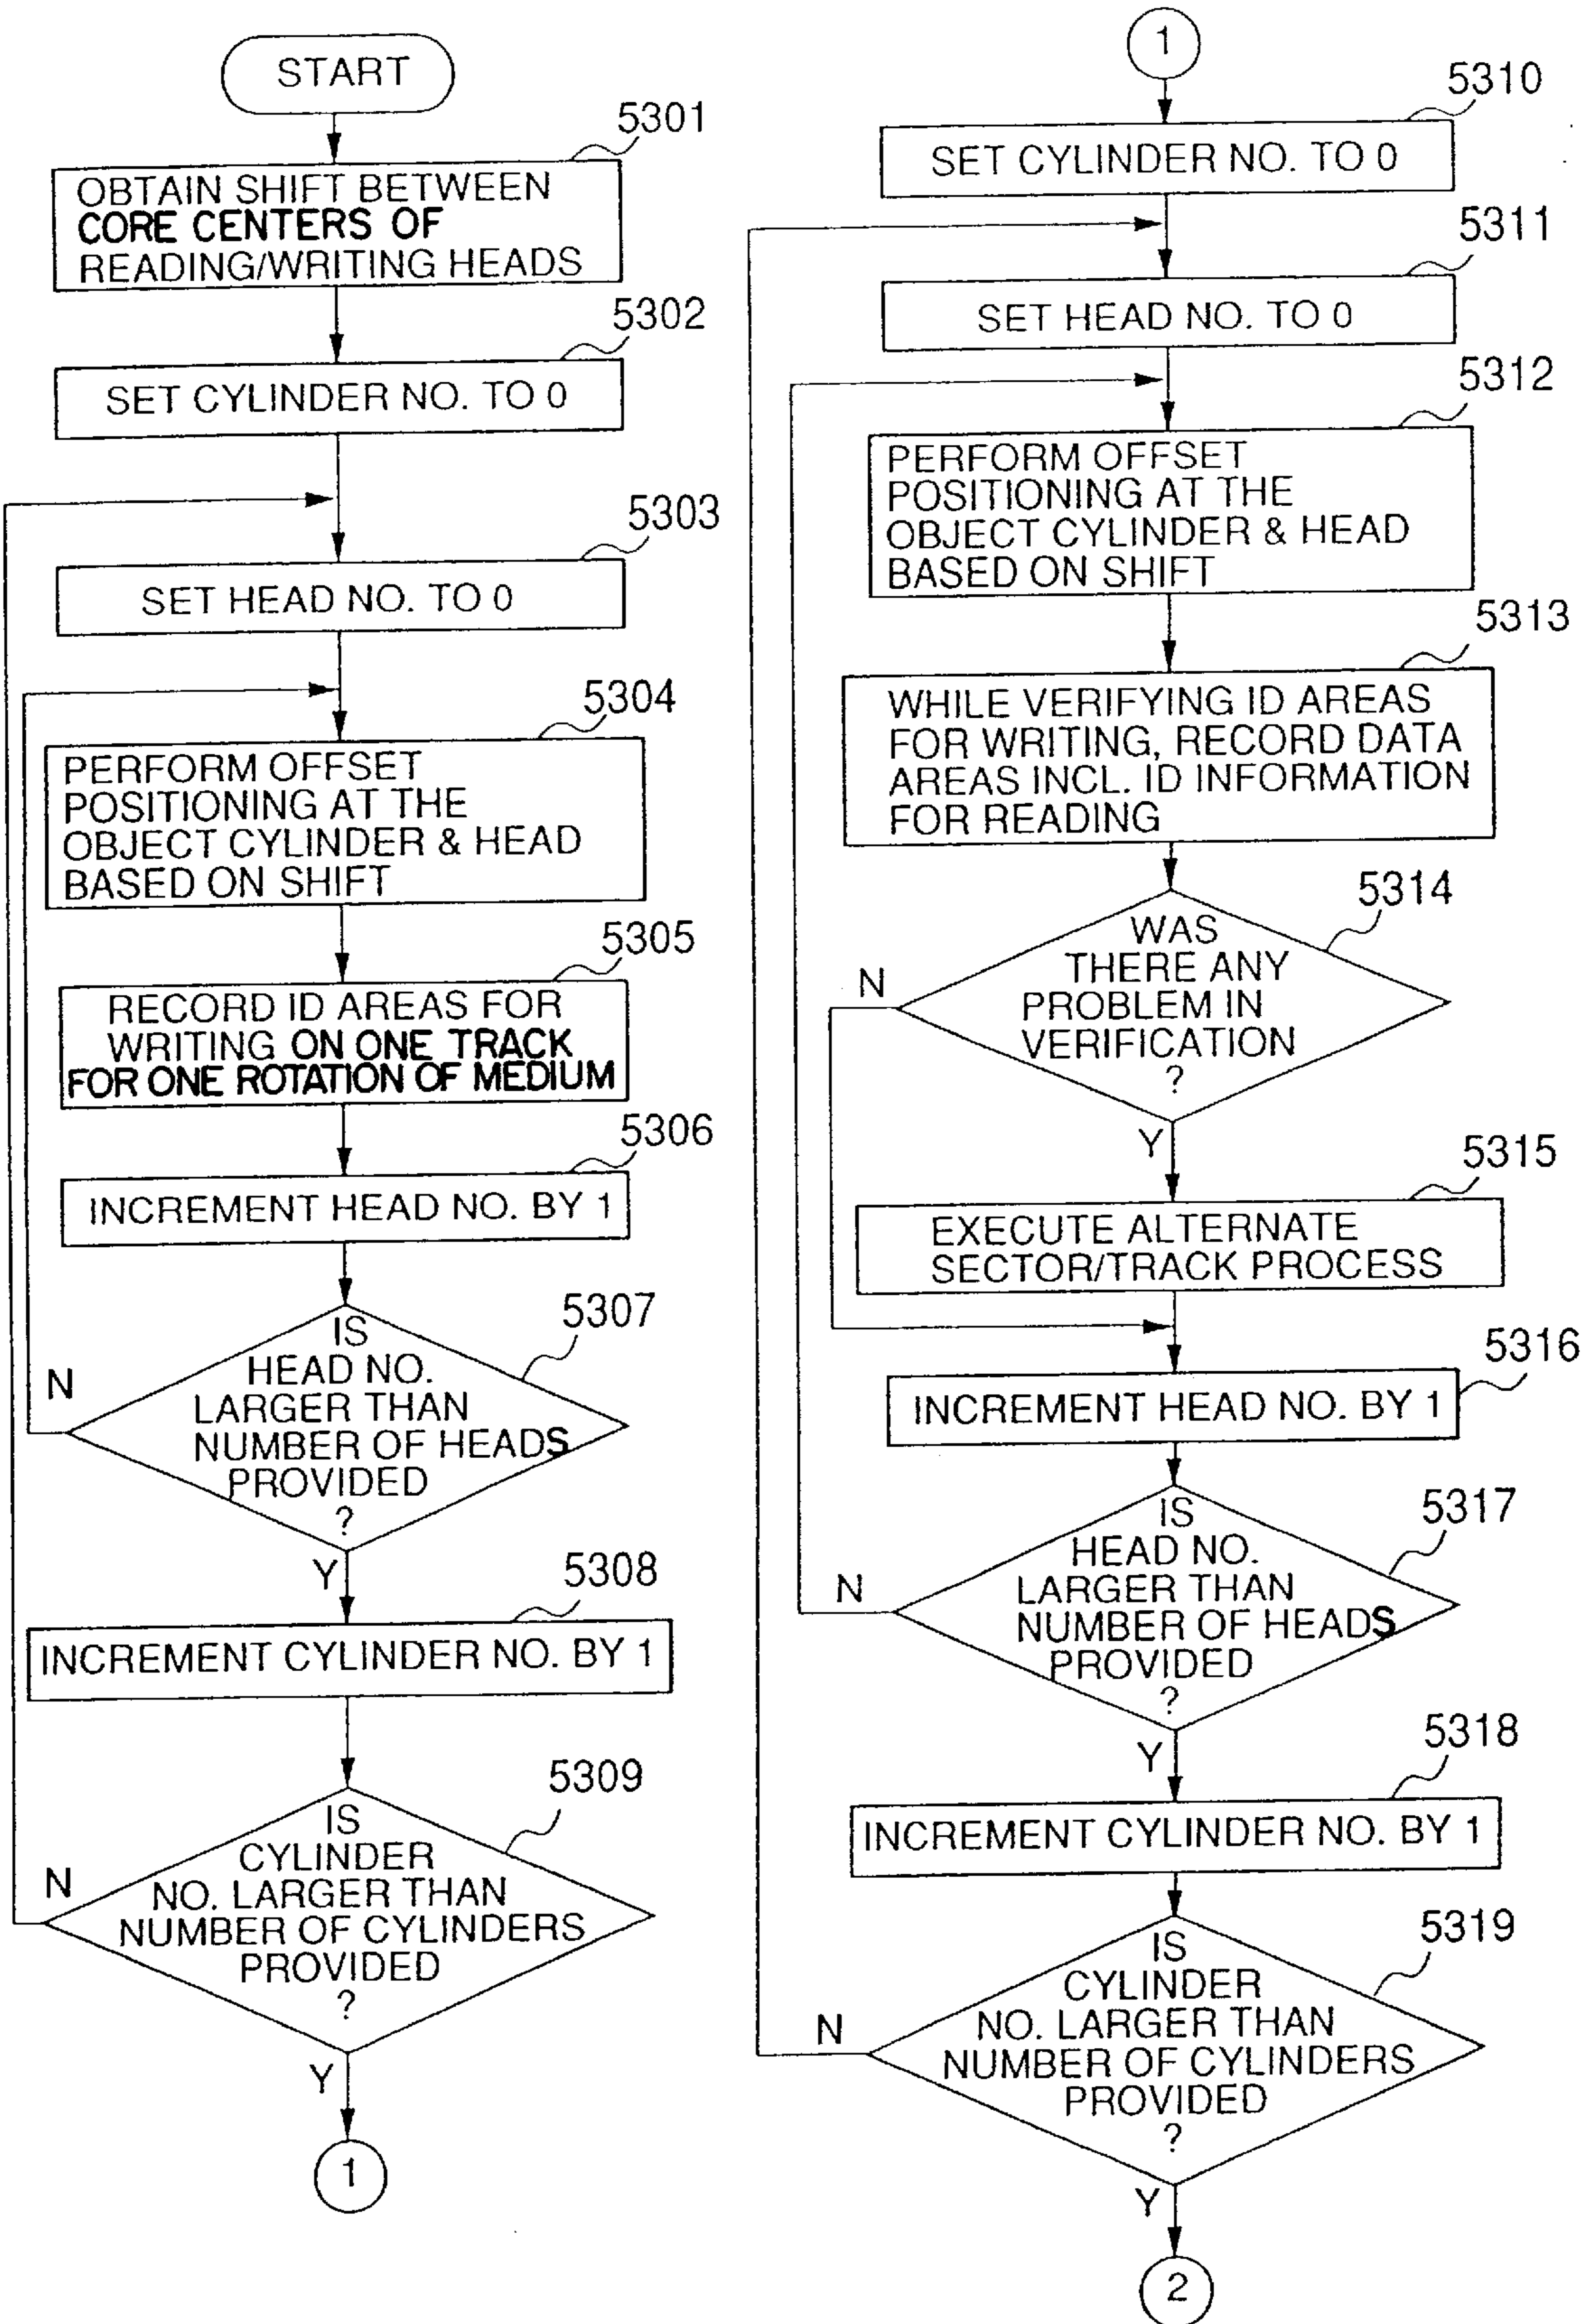 START
5301
OBTAIN SHIFT BETWEEN
CORE CENTERS OF
READING/WRITING HEADS
5302
SET CYLINDER NO. TO 0
5303
SET HEAD NO. TO 0
5304
PERFORM OFFSET
POSITIONING AT THE
OBJECT CYLINDER & HEAD
BASED ON SHIFT
5305
RECORD ID AREAS FOR
WRITING ON ONE TRACK
FOR ONE ROTATION OF MEDIUM
5306
INCREMENT HEAD NO. BY 1
5307
IS
HEAD NO.
LARGER THAN
NUMBER OF HEADS
PROVIDED
?
N
Y
5308
INCREMENT CYLINDER NO. BY 1
5309
IS
CYLINDER
NO. LARGER THAN
NUMBER OF CYLINDERS
PROVIDED
?
N
Y
1
1
5310
SET CYLINDER NO. TO 0
5311
SET HEAD NO. TO 0
5312
PERFORM OFFSET
POSITIONING AT THE
OBJECT CYLINDER & HEAD
BASED ON SHIFT
5313
WHILE VERIFYING ID AREAS
FOR WRITING, RECORD DATA
AREAS INCL. ID INFORMATION
FOR READING
5314
WAS
THERE ANY
PROBLEM IN
VERIFICATION
?
N
Y
5315
EXECUTE ALTERNATE
SECTOR/TRACK PROCESS
5316
INCREMENT HEAD NO. BY 1
5317
IS
HEAD NO.
LARGER THAN
NUMBER OF HEADS
PROVIDED
?
N
Y
5318
INCREMENT CYLINDER NO. BY 1
5319
IS
CYLINDER
NO. LARGER THAN
NUMBER OF CYLINDERS
PROVIDED
?
N
Y
2